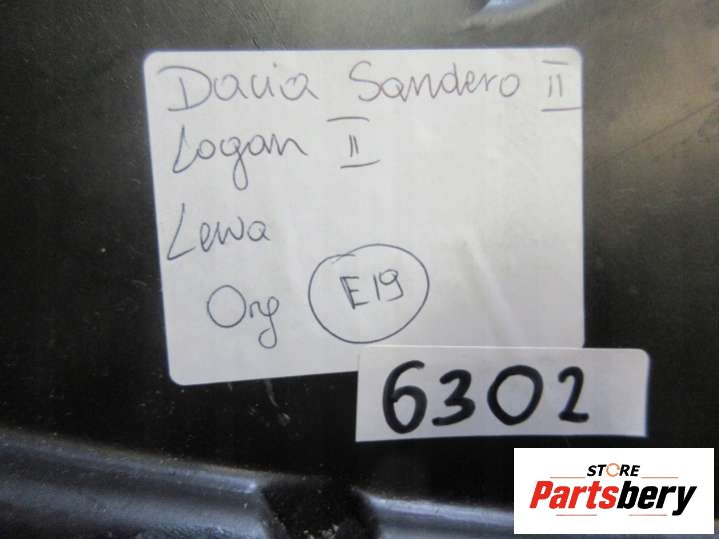 Dacia Sandero II
Logan II
Lewa
Org E19
6302
STORE
Partsbery